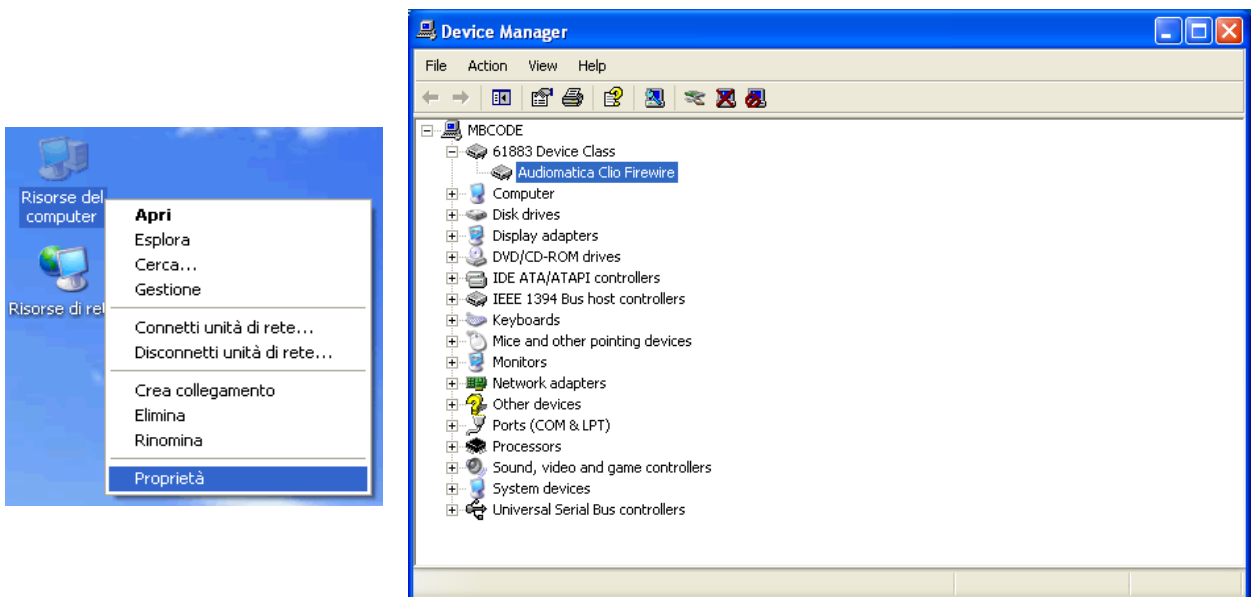 Risorse del
computer
Risorse di ret
Apri
Esplora
Cerca...
Gestione
Connetti unità di rete...
Disconnetti unità di rete...
Crea collegamento
Elimina
Rinomina
Proprietà
Device Manager
File Action View Help
MBCODE
61883 Device Class
Audiomatica Clio Firewire
Computer
Disk drives
Display adapters
DVD/CD-ROM drives
IDE ATA/ATAPI controllers
IEEE 1394 Bus host controllers
Keyboards
Mice and other pointing devices
Monitors
Network adapters
Other devices
Ports (COM & LPT)
Processors
Sound, video and game controllers
System devices
Universal Serial Bus controllers